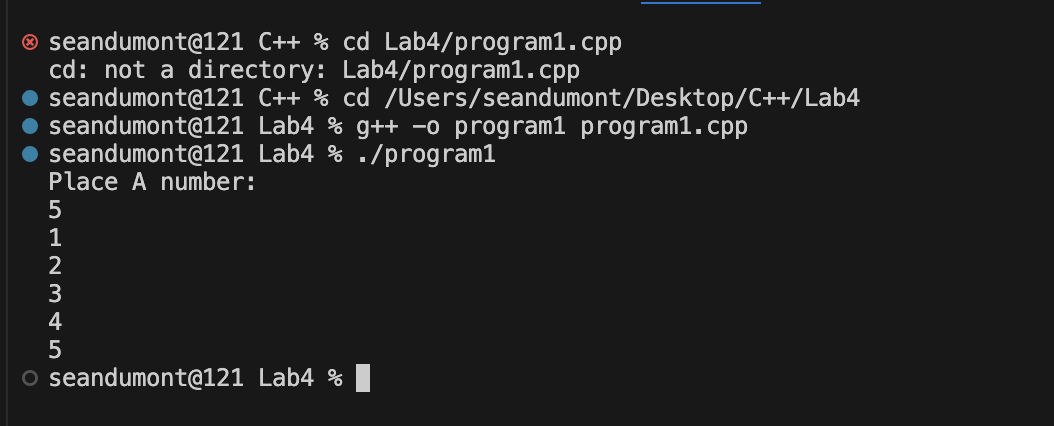 seandumont@121 C++ % cd Lab4/program1.cpp
cd: not a directory: Lab4/program1.cpp
seandumont@121 C++ % cd /Users/seandumont/Desktop/C++/Lab4
seandumont@121 Lab4 % g++ -o program1 program1.cpp
seandumont@121 Lab4 % ./program1
Place A number:
5
1
2
3
4
5
seandumont@121 Lab4 %